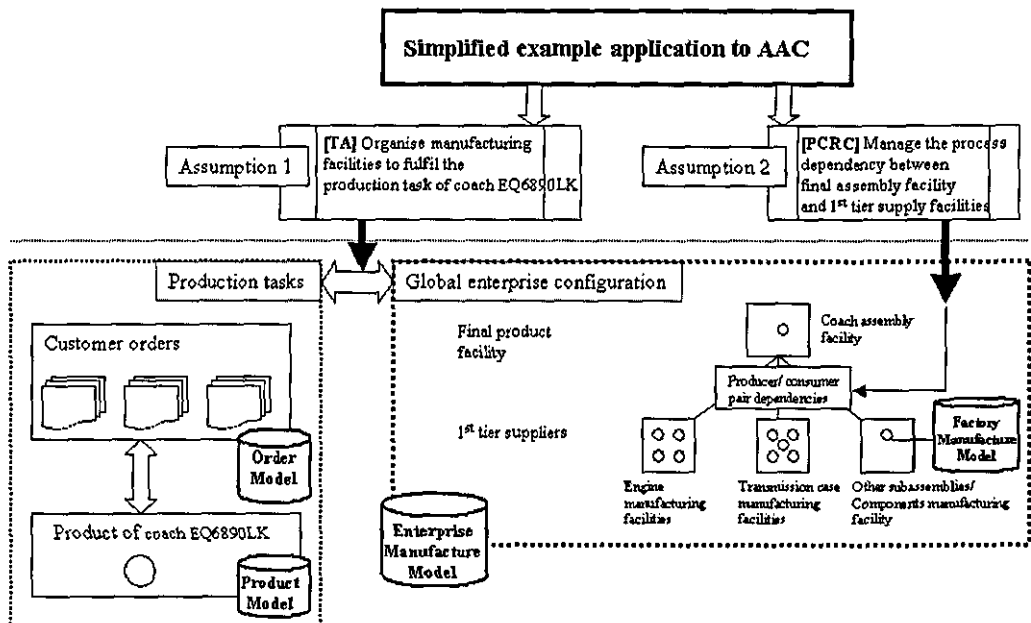 Simplified example application to AAC
Assumption 1
[TA] Organise manufacturing
facilities to fulfil the
production task of coach EQ6890LK
Assumption 2
[PCRC] Manage the process
dependency between
final assembly facility
and 1st tier supply facilities
Production tasks
Global enterprise configuration
Customer orders
Order
Model
Product of coach EQ6890LK
Product
Model
Final product
facility
Coach assembly
facility
Producer/ consumer
pair dependencies
1st tier suppliers
Factory
Manufacture
Model
Engine
manufacturing
facilities
Transmission case
manufacturing
facilities
Other subassemblies/
Components manufacturing
facility
Enterprise
Manufacture
Model